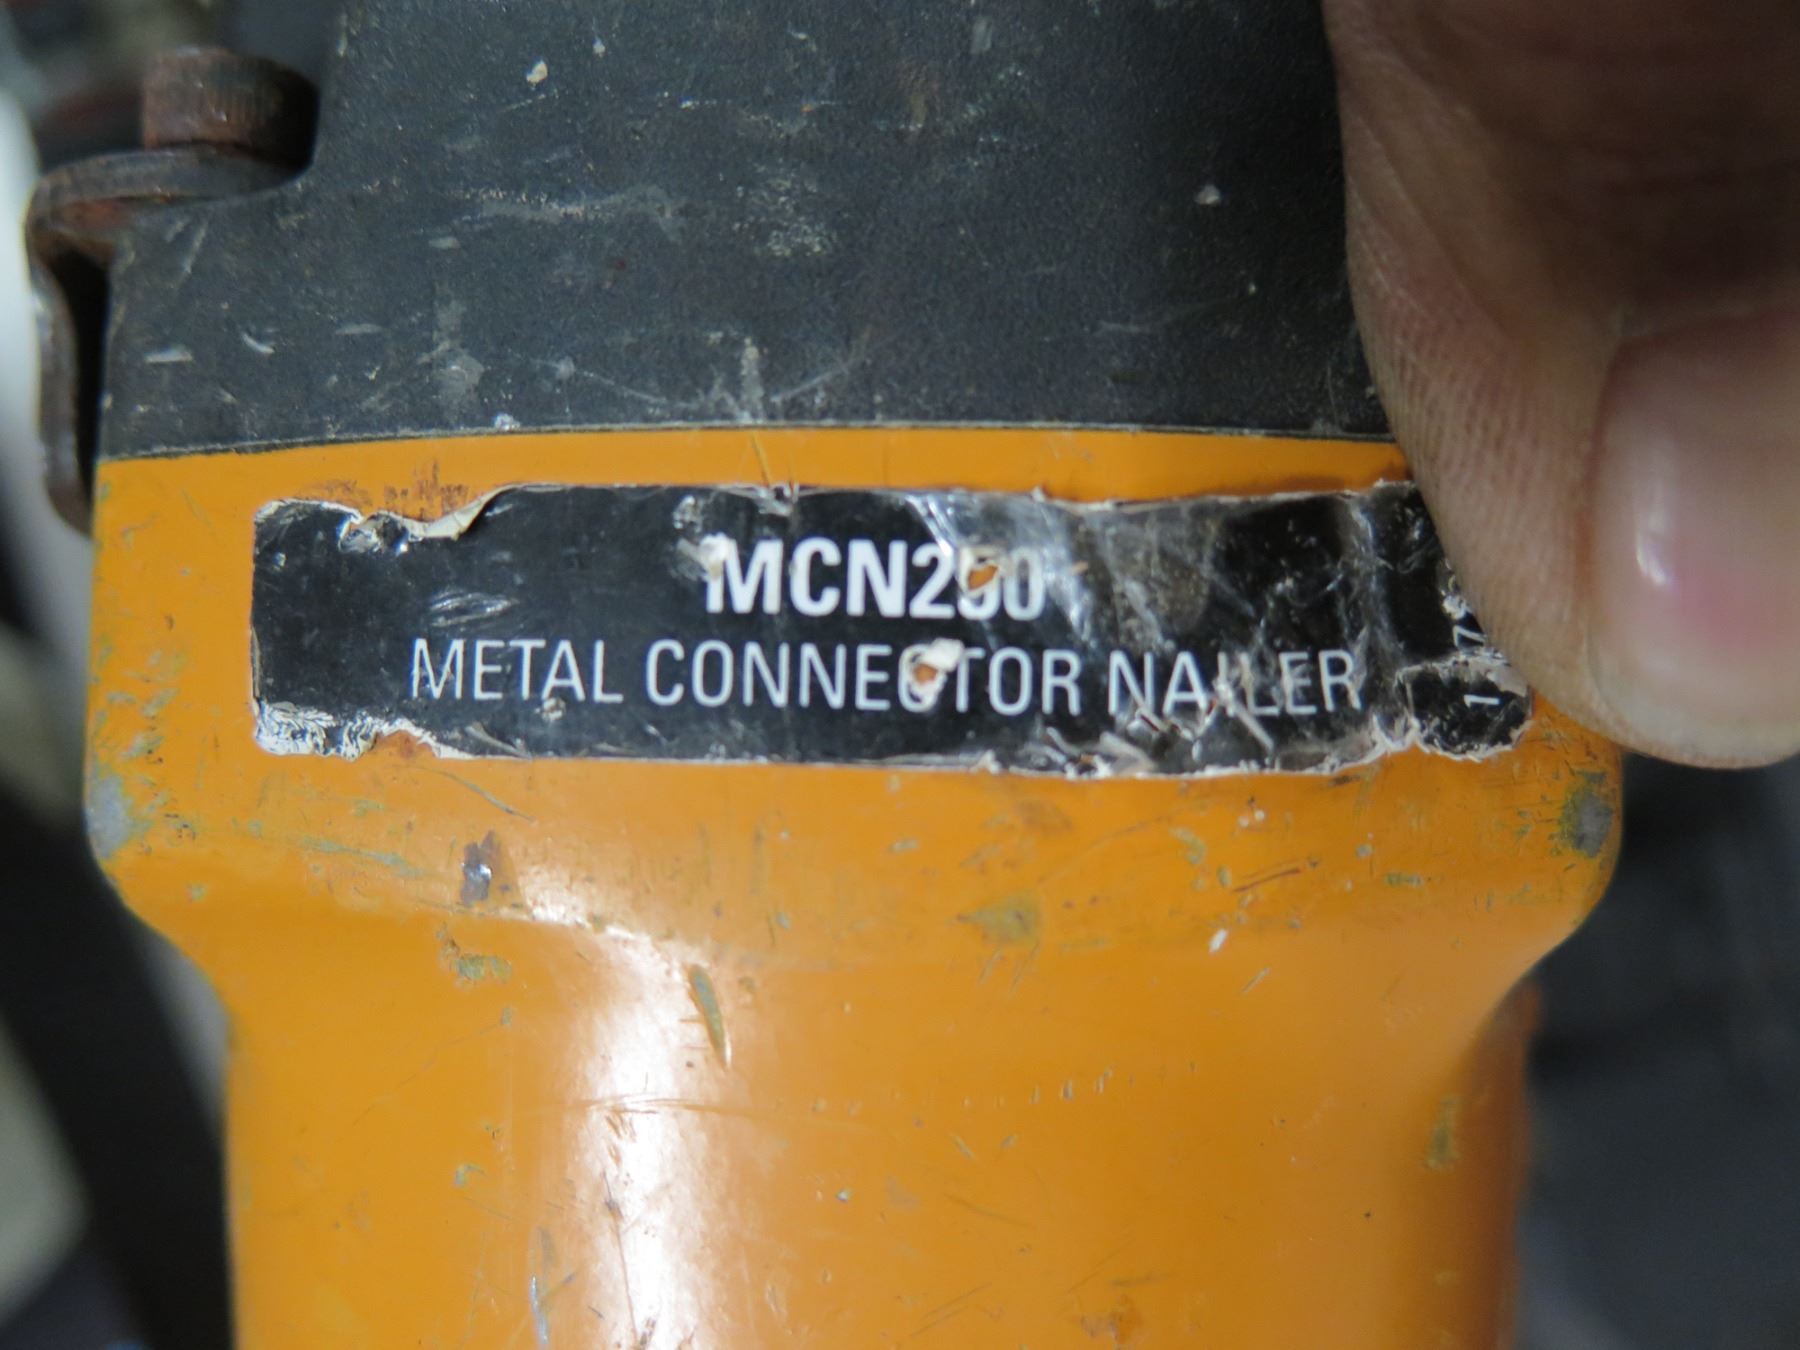 MCN250
METAL CONNECTOR NAILER